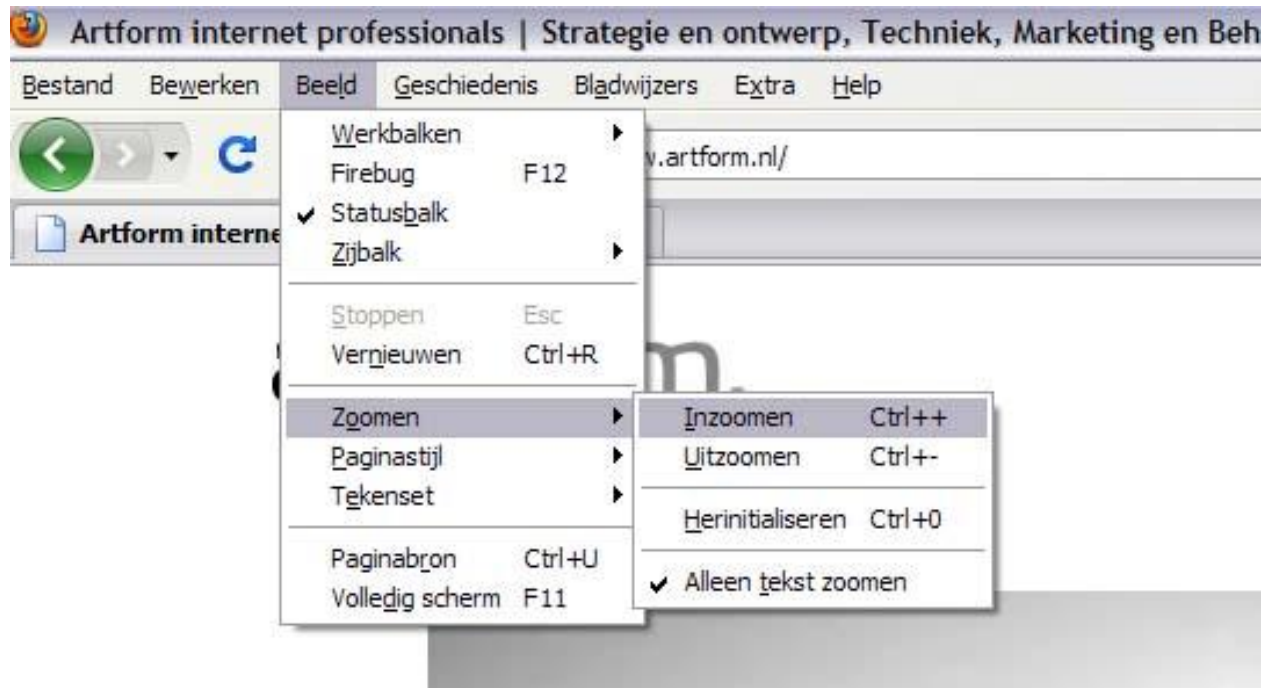 Artform internet professionals | Strategie en ontwerp, Techniek, Marketing en Beh
Bestand Bewerken Beeld Geschiedenis Bladwijzers Extra Help
Werkbalken
Firebug F12
Statusbalk
Zijbalk
w.artform.nl/
Artform interne
Stoppen Esc
Vernieuwen Ctrl+R
m.
Zoomen
Paginastijl
Tekenset
Paginabron Ctrl+U
Volledig scherm F11
Inzoomen Ctrl++
Uitzoomen Ctrl+-
Herinitialiseren Ctrl+0
Alleen tekst zoomen